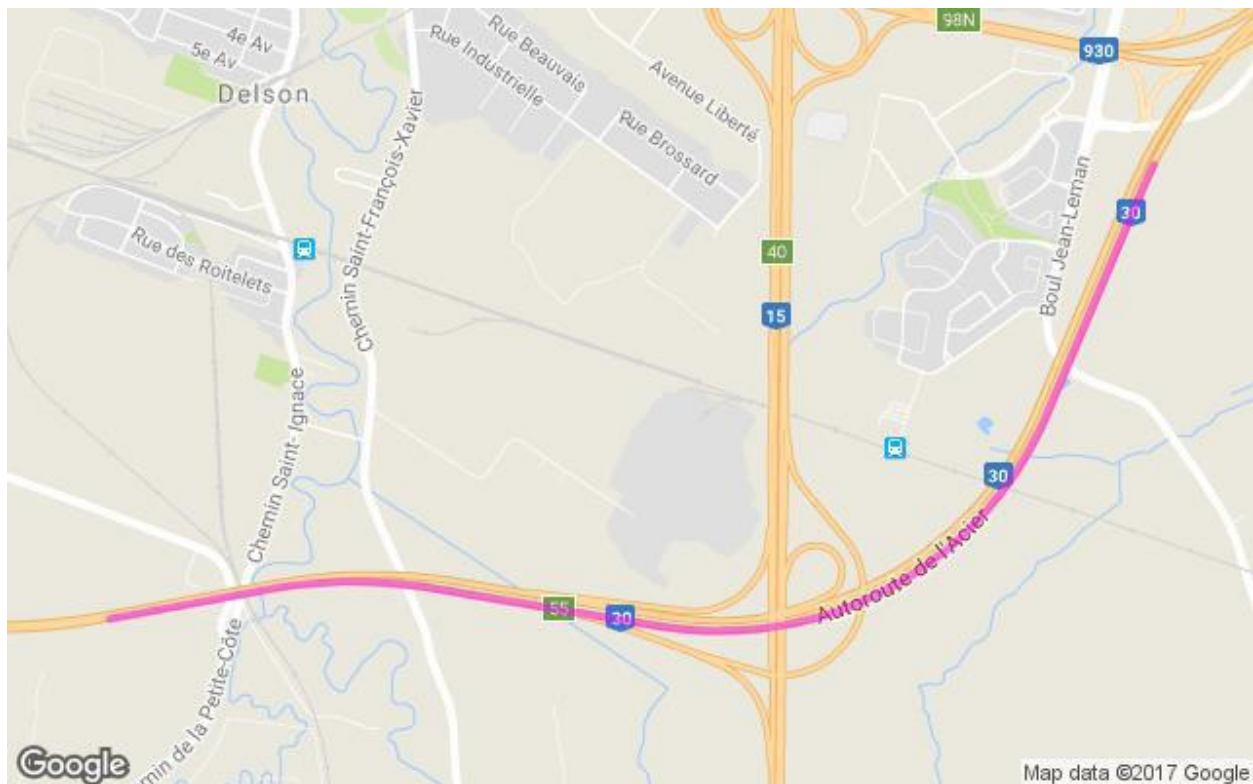 98N
4e Av
Rue Beauvais
930
5e Av
Rue Industrielle
Avenue Liberté
Delson
Chemin Saint-François-Xavier
Rue Brossard
Boul Jean-Leman
30
Rue des Roitelets
40
15
Chemin Saint- Ignace
30
Autoroute de l'Acier
55
30
min de la Petite-Côte
Google
Map data ©2017 Google